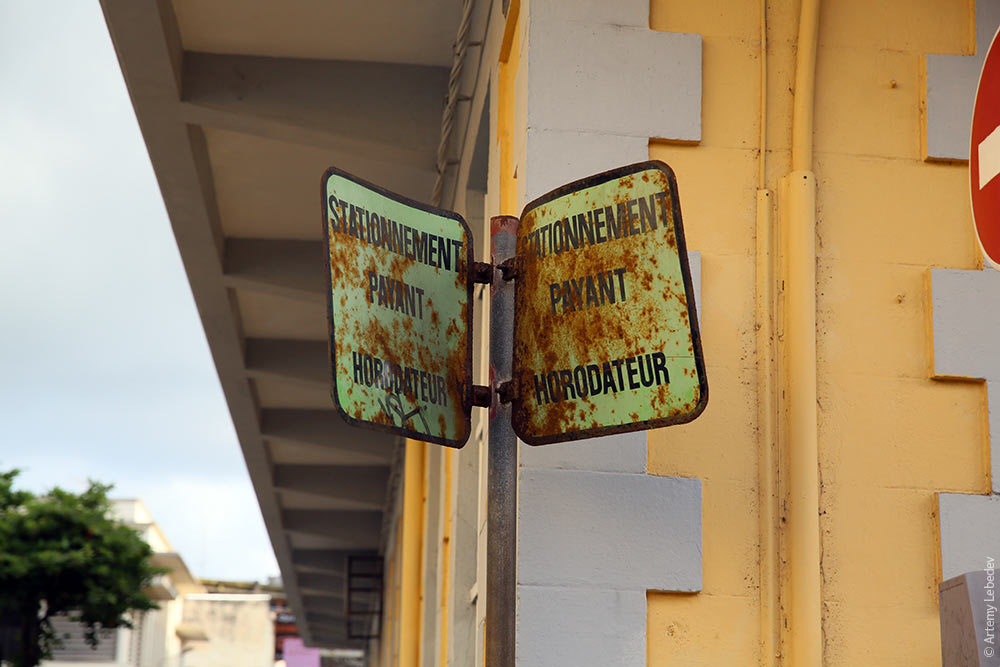 STATIONNEMENT
PAYANT
HORODATEUR
STATIONNEMENT
PAYANT
HORODATEUR
© Artemy Lebedev